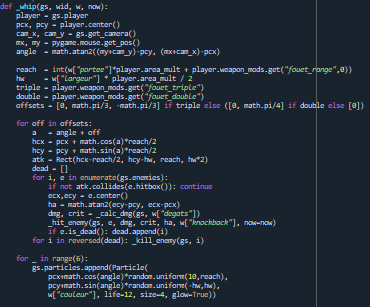 def _whip(gs, wid, w, now):
    player = gs.player
    pcx, pcy = player.center()
    cam_x, cam_y = gs.get_camera()
    mx, my = pygame.mouse.get_pos()
    angle  = math.atan2((my+cam_y)-pcy, (mx+cam_x)-pcx)

    reach  = int(w["portee"]*player.area_mult + player.weapon_mods.get("fouet_range",0))
    hw     = w["largeur"] * player.area_mult / 2
    triple = player.weapon_mods.get("fouet_triple")
    double = player.weapon_mods.get("fouet_double")
    offsets = [0, math.pi/3, -math.pi/3] if triple else ([0, math.pi/4] if double else [0])

    for off in offsets:
        a   = angle + off
        hcx = pcx + math.cos(a)*reach/2
        hcy = pcy + math.sin(a)*reach/2
        atk = Rect(hcx-reach/2, hcy-hw, reach, hw*2)
        dead = []
        for i, e in enumerate(gs.enemies):
            if not atk.collides(e.hitbox()): continue
            ecx,ecy = e.center()
            ha = math.atan2(ecy-pcy, ecx-pcx)
            dmg, crit = _calc_dmg(gs, w["degats"])
            _hit_enemy(gs, e, dmg, crit, ha, w["knockback"], now=now)
            if e.is_dead(): dead.append(i)
        for i in reversed(dead): _kill_enemy(gs, i)

    for _ in range(6):
        gs.particles.append(Particle(
            pcx+math.cos(angle)*random.uniform(10,reach),
            pcy+math.sin(angle)*random.uniform(-hw,hw),
            w["couleur"], life=12, size=4, glow=True))